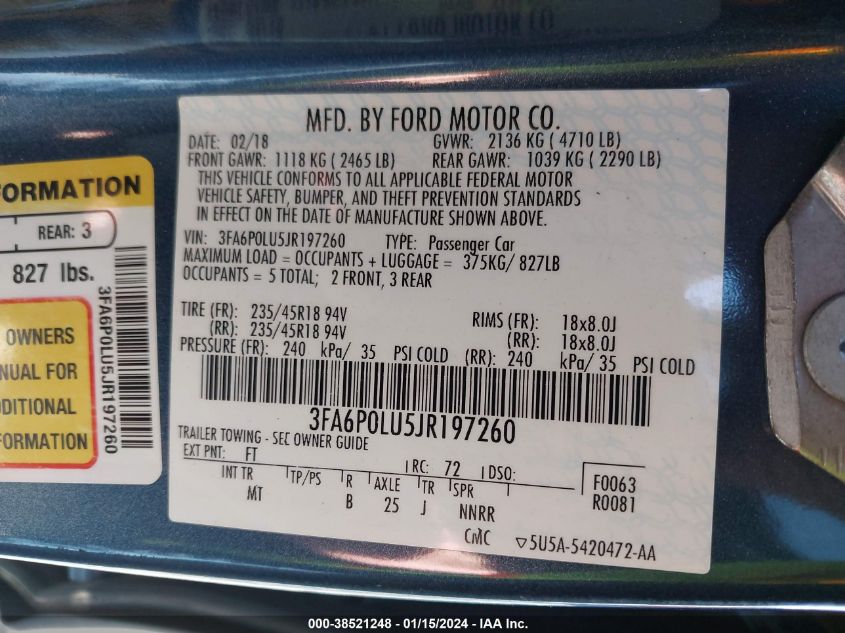 MFD. BY FORD MOTOR CO.
DATE: 02/18 GVWR: 2136 KG ( 4710 LB)
FRONT GAWR: 1118 KG ( 2465 LB) REAR GAWR: 1039 KG ( 2290 LB)
THIS VEHICLE CONFORMS TO ALL APPLICABLE FEDERAL MOTOR
VEHICLE SAFETY, BUMPER, AND THEFT PREVENTION STANDARDS
IN EFFECT ON THE DATE OF MANUFACTURE SHOWN ABOVE.
VIN: 3FA6P0LU5JR197260 TYPE: Passenger Car
MAXIMUM LOAD = OCCUPANTS + LUGGAGE = 375KG/ 827LB
OCCUPANTS = 5 TOTAL; 2 FRONT, 3 REAR
TIRE (FR): 235/45R18 94V RIMS (FR): 18x8.0J
(RR): 235/45R18 94V (RR): 18x8.0J
PRESSURE (FR): 240 kPa/ 35 PSI COLD (RR): 240 kPa/ 35 PSI COLD
3FA6P0LU5JR197260
TRAILER TOWING - SEC OWNER GUIDE
EXT PNT: FT RC: 72 DSO:
INT TR TP/PS R AXLE TR SPR
MT B 25 J NNRR
F0063
R0081
CMC ▽5U5A-5420472-AA
FORMATION
REAR: 3
827 lbs.
OWNERS
NUAL FOR
DDITIONAL
FORMATION
3FA6P0LU5JR197260
000-38521248 - 01/15/2024 - IAA Inc.